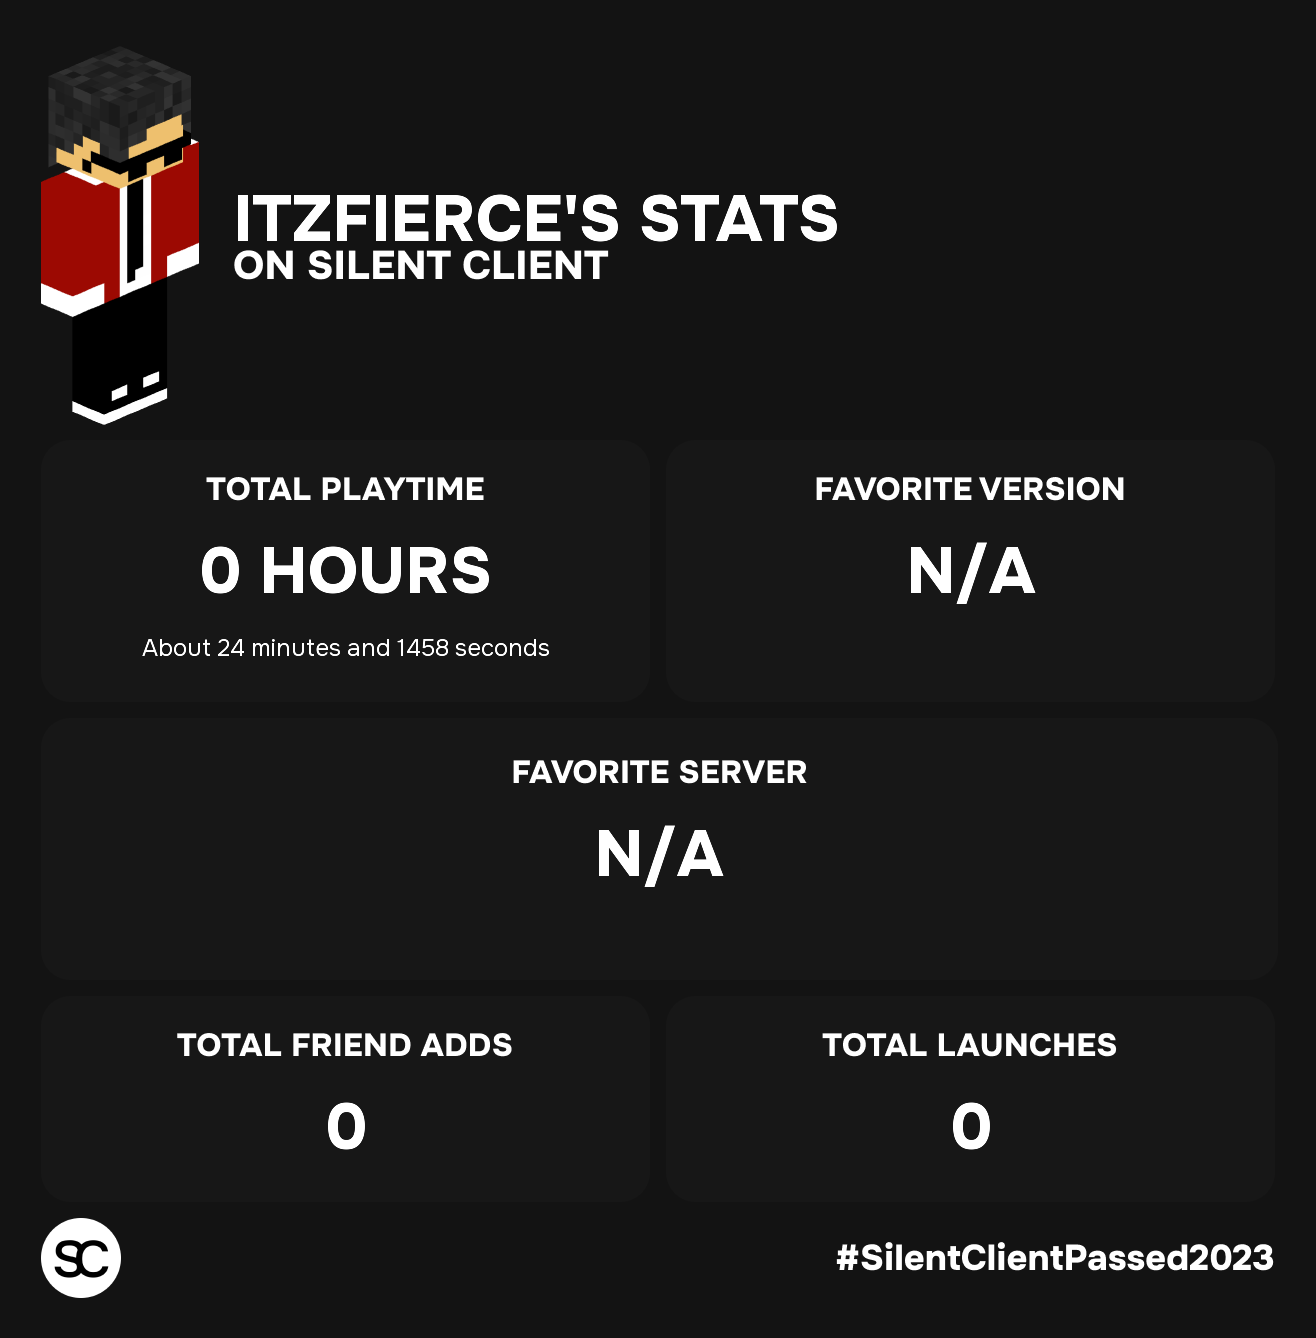 ITZFIERCE'S STATS
ON SILENT CLIENT
TOTAL PLAYTIME
0 HOURS
About 24 minutes and 1458 seconds
FAVORITE VERSION
N/A
FAVORITE SERVER
N/A
TOTAL FRIEND ADDS
0
TOTAL LAUNCHES
0
SC
#SilentClientPassed2023